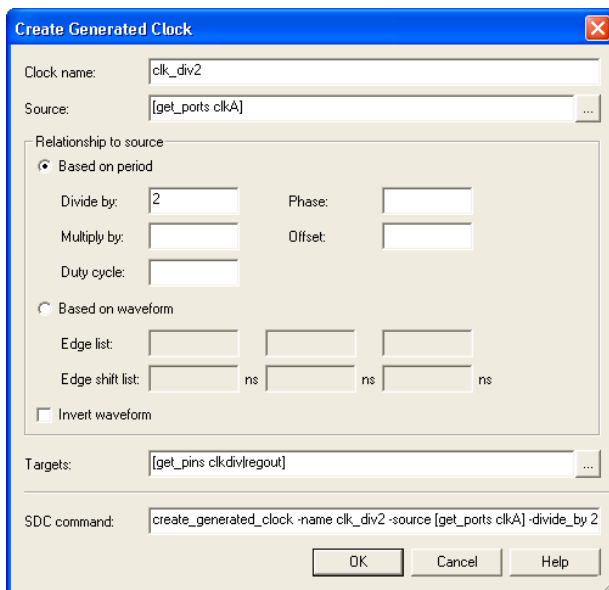 Create Generated Clock
Clock name: clk_div2
Source: [get_ports clkA] ...
Relationship to source
Based on period
Divide by: 2 Phase:
Multiply by: Offset:
Duty cycle:
Based on waveform
Edge list:
Edge shift list: ns ns ns
Invert waveform
Targets: [get_pins clkdiv|regout] ...
SDC command: create_generated_clock -name clk_div2 -source [get_ports clkA] -divide_by 2
OK Cancel Help